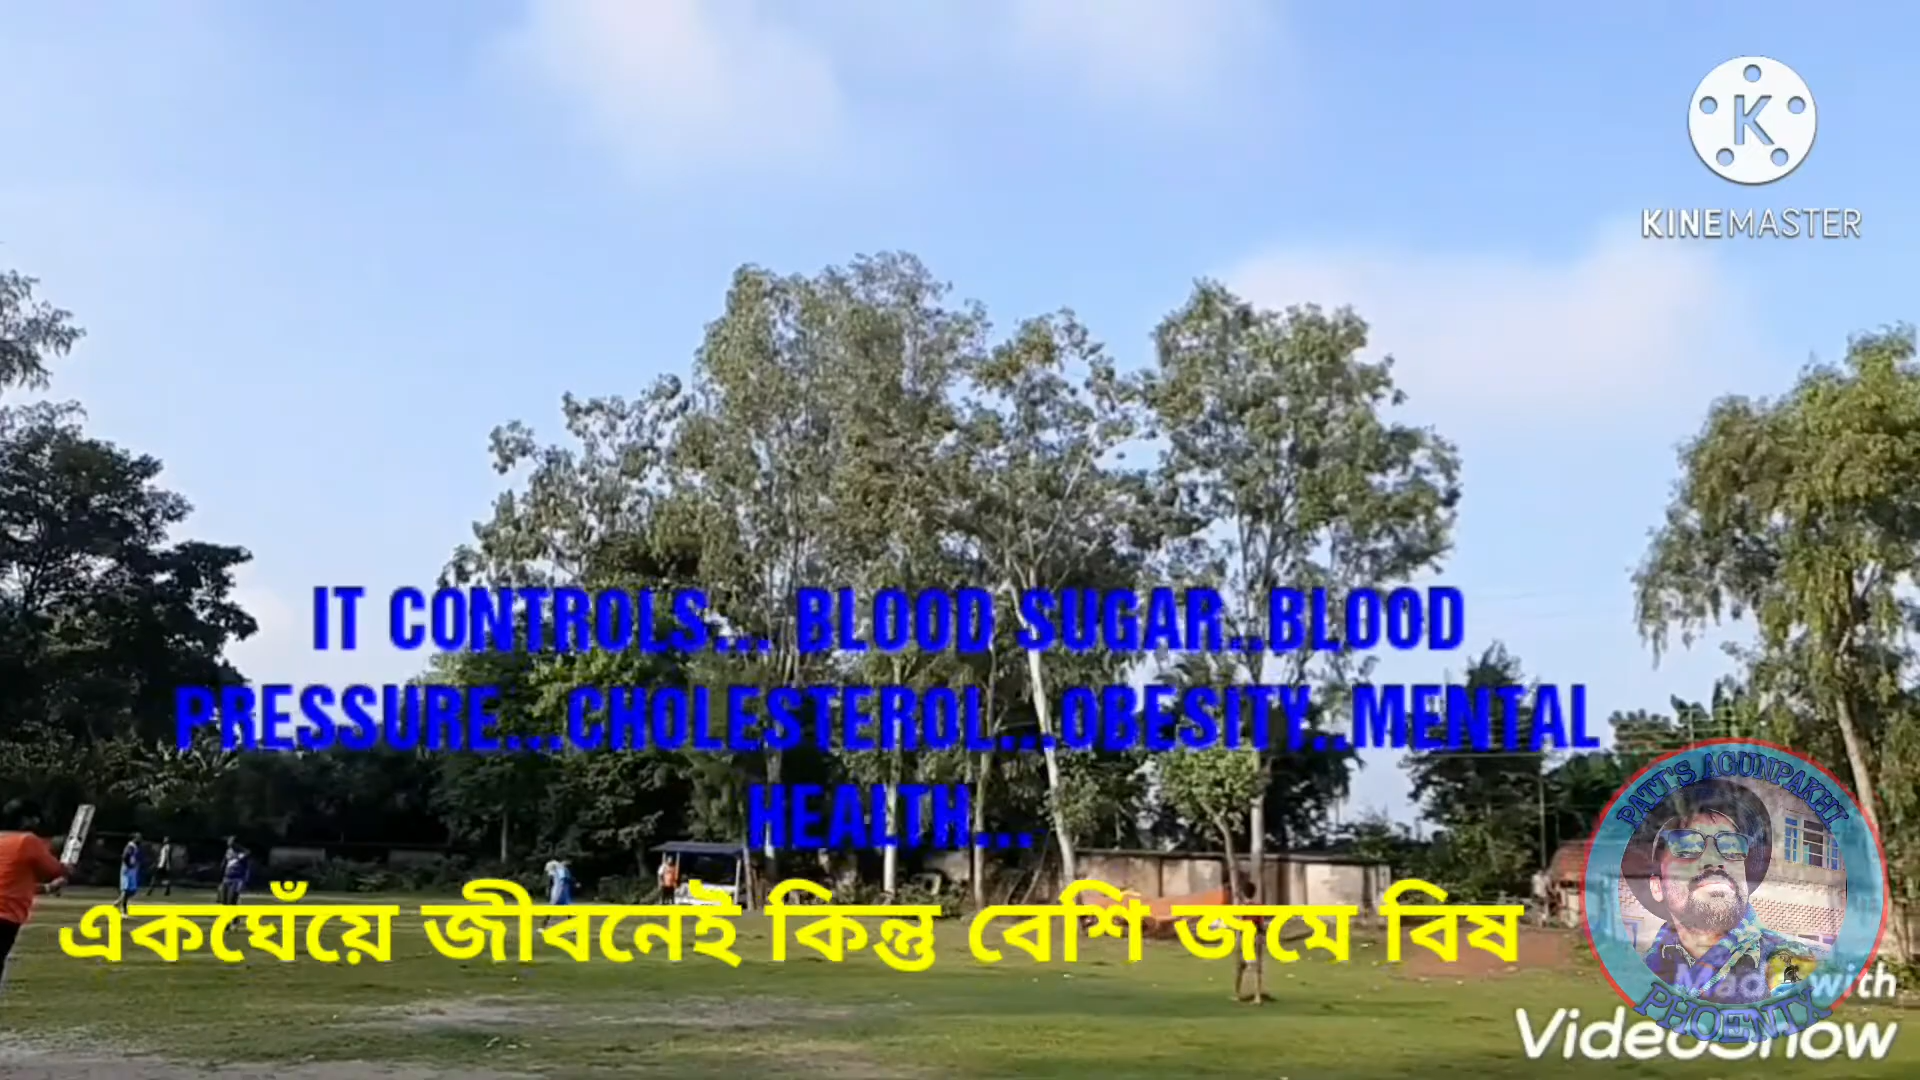 K
KINEMASTER
IT CONTROLS... BLOOD SUGAR..BLOOD
PRESSURE...CHOLESTEROL...OBESITY..MENTAL
HEALTH...
একঘেঁয়ে জীবনেই কিন্তু বেশি জমে বিষ
PATT'S AGUNPAKHI
PHOENIX
Made with
VideoShow